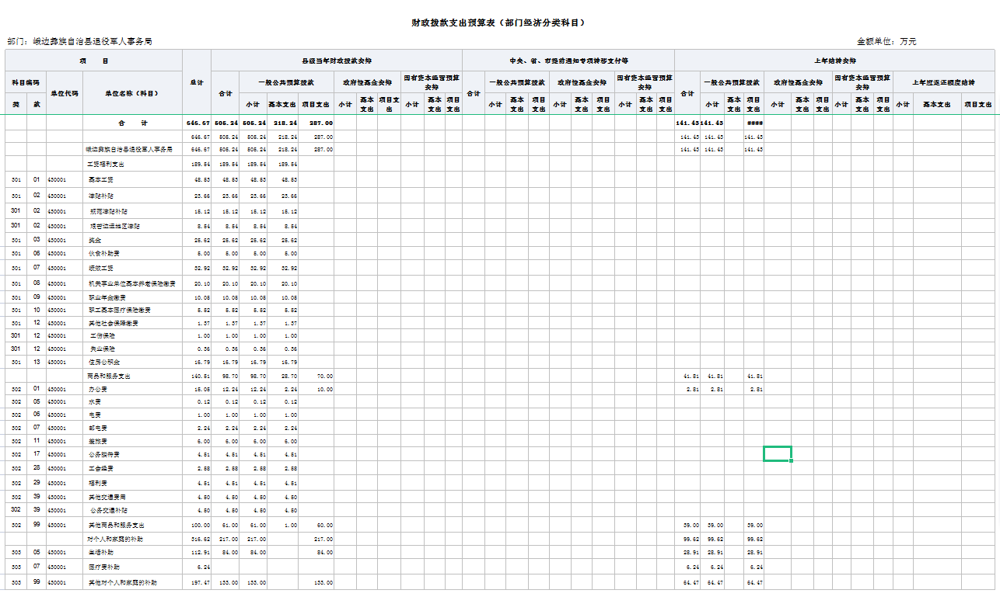 财政拨款支出预算表（部门经济分类科目）
部门：峨边彝族自治县退役军人事务局 金额单位：万元
项 目 总计 县级当年财政拨款安排 中央、省、市提前通知专项转移支付等 上年结转安排
科目编码 单位代码 单位名称（科目） 合计 一般公共预算拨款 政府性基金安排 国有资本经营预算安排 合计 一般公共预算拨款 政府性基金安排 国有资本经营预算安排 合计 一般公共预算拨款 政府性基金安排 国有资本经营预算安排 上年应返还额度结转
类 款 小计 基本支出 项目支出 小计 基本支出 项目支出 小计 基本支出 项目支出 小计 基本支出 项目支出 小计 基本支出 项目支出 小计 基本支出 项目支出 小计 基本支出 项目支出 小计 基本支出 项目支出 小计 基本支出 项目支出 小计 基本支出 项目支出
合 计 646.67 505.24 505.24 218.24 287.00 141.43 141.43 ####
646.67 505.24 505.24 218.24 287.00 141.43 141.43 141.43
峨边彝族自治县退役军人事务局 646.67 505.24 505.24 218.24 287.00 141.43 141.43 141.43
工资福利支出 189.54 189.54 189.54 189.54
301 01 430001 基本工资 48.53 48.53 48.53 48.53
301 02 430001 津贴补贴 23.66 23.66 23.66 23.66
301 02 430001 规范津贴补贴 15.12 15.12 15.12 15.12
301 02 430001 艰苦边远地区津贴 8.54 8.54 8.54 8.54
301 03 430001 奖金 25.62 25.62 25.62 25.62
301 06 430001 伙食补助费 5.00 5.00 5.00 5.00
301 07 430001 绩效工资 32.92 32.92 32.92 32.92
301 08 430001 机关事业单位基本养老保险缴费 20.10 20.10 20.10 20.10
301 09 430001 职业年金缴费 10.05 10.05 10.05 10.05
301 10 430001 职工基本医疗保险缴费 5.52 5.52 5.52 5.52
301 12 430001 其他社会保障缴费 1.37 1.37 1.37 1.37
301 12 430001 工伤保险 1.00 1.00 1.00 1.00
301 12 430001 失业保险 0.36 0.36 0.36 0.36
301 13 430001 住房公积金 16.79 16.79 16.79 16.79
商品和服务支出 140.51 98.70 98.70 28.70 70.00 41.81 41.81 41.81
302 01 430001 办公费 15.05 12.24 12.24 2.24 10.00 2.81 2.81 2.81
302 05 430001 水费 0.12 0.12 0.12 0.12
302 06 430001 电费 1.00 1.00 1.00 1.00
302 07 430001 邮电费 2.24 2.24 2.24 2.24
302 11 430001 差旅费 6.00 6.00 6.00 6.00
302 17 430001 公务接待费 4.51 4.51 4.51 4.51
302 28 430001 工会经费 2.58 2.58 2.58 2.58
302 29 430001 福利费 4.51 4.51 4.51 4.51
302 39 430001 其他交通费用 4.50 4.50 4.50 4.50
302 39 430001 公务交通补贴 4.50 4.50 4.50 4.50
302 99 430001 其他商品和服务支出 100.00 61.00 61.00 1.00 60.00 39.00 39.00 39.00
对个人和家庭的补助 316.62 217.00 217.00 217.00 99.62 99.62 99.62
303 05 430001 生活补助 112.91 84.00 84.00 84.00 28.91 28.91 28.91
303 07 430001 医疗费补助 6.24 6.24 6.24 6.24
303 99 430001 其他对个人和家庭的补助 197.47 133.00 133.00 133.00 64.47 64.47 64.47